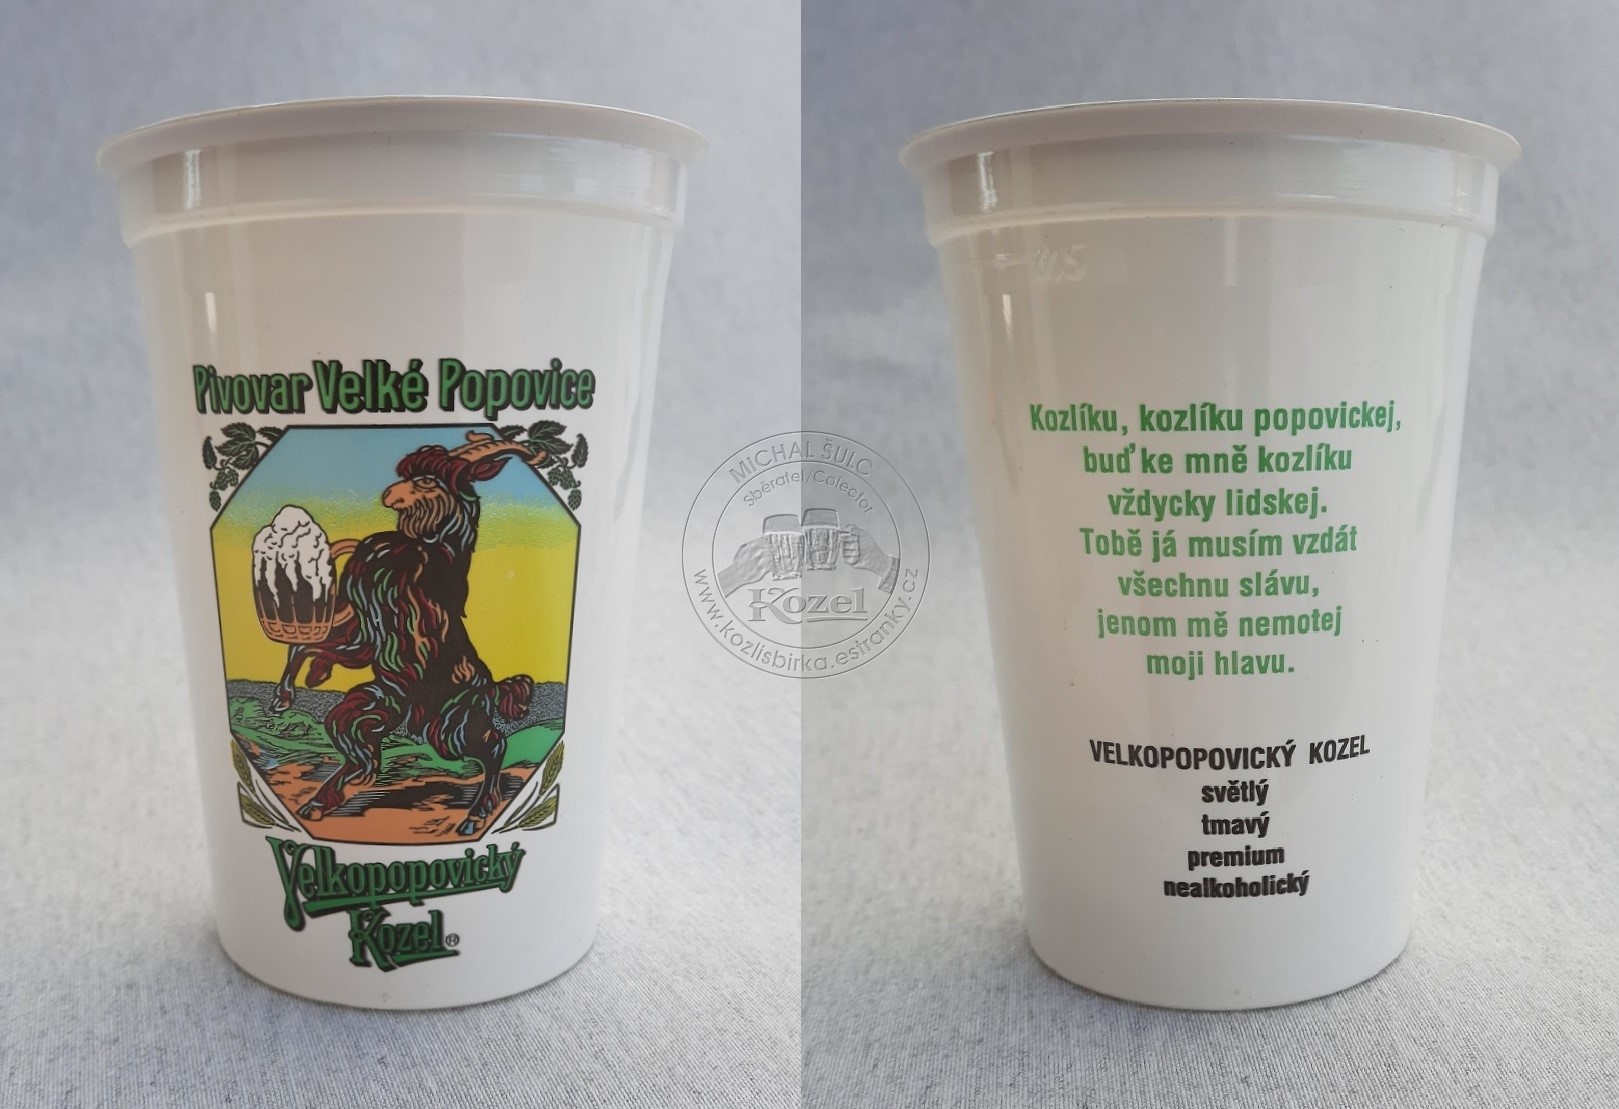 Pivovar Velké Popovice
Velkopopovický
Kozel®
MICHAL ŠULC
Sběratel/Colector
Kozel
www.kozlisbirka.estranky.cz
Kozlíku, kozlíku popovickej,
buď ke mně kozlíku
vždycky lidskej.
Tobě já musím vzdát
všechnu slávu,
jenom mě nemotej
moji hlavu.
VELKOPOPOVICKÝ KOZEL
světlý
tmavý
premium
nealkoholický